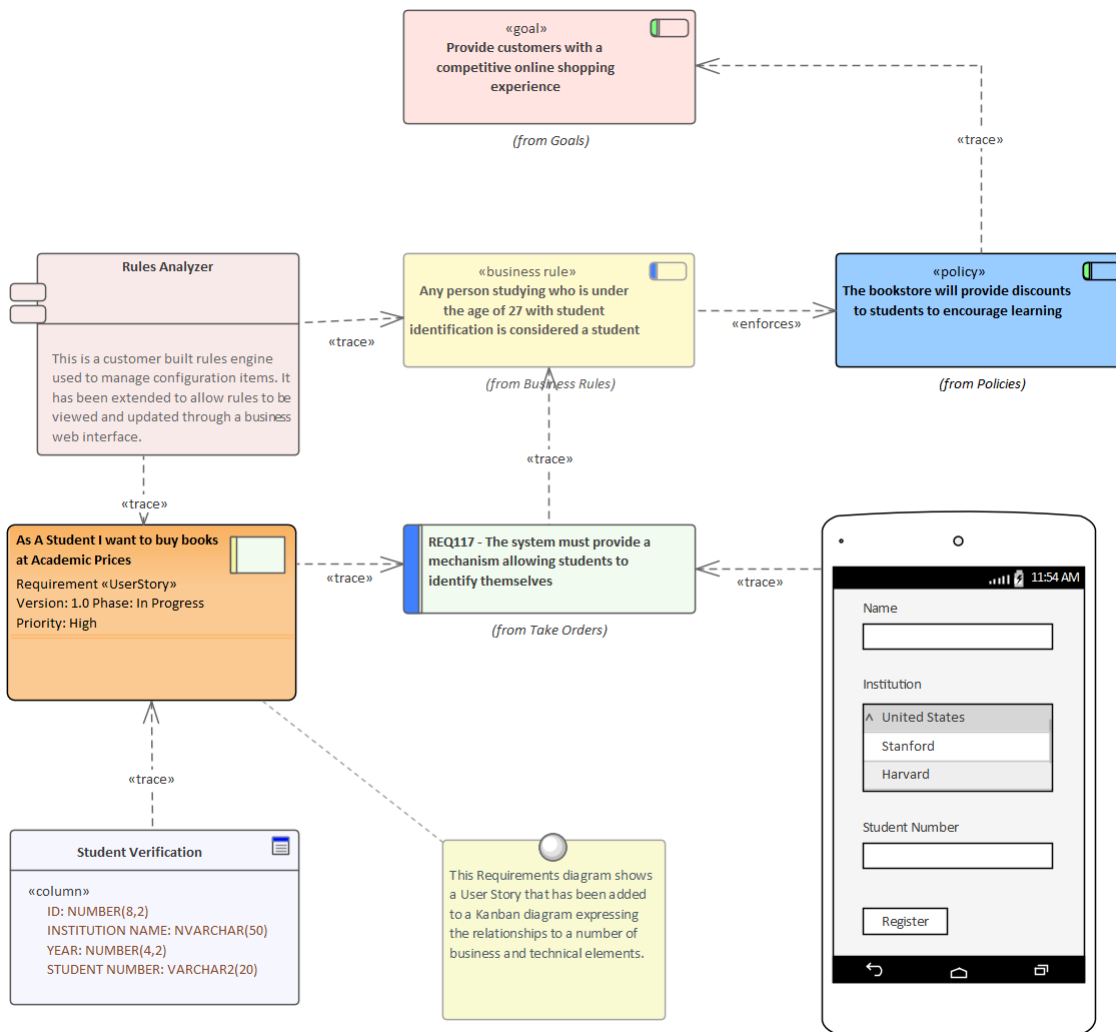 «goal»
Provide customers with a
competitive online shopping
experience
(from Goals)
«trace»
Rules Analyzer
This is a customer built rules engine
used to manage configuration items. It
has been extended to allow rules to be
viewed and updated through a business
web interface.
«trace»
«business rule»
Any person studying who is under
the age of 27 with student
identification is considered a student
(from Business Rules)
«enforces»
«policy»
The bookstore will provide discounts
to students to encourage learning
(from Policies)
«trace»
«trace»
As A Student I want to buy books
at Academic Prices
Requirement «UserStory»
Version: 1.0 Phase: In Progress
Priority: High
«trace»
REQ117 - The system must provide a
mechanism allowing students to
identify themselves
(from Take Orders)
«trace»
11:54 AM
Name
Institution
^ United States
Stanford
Harvard
Student Number
Register
«trace»
Student Verification
«column»
ID: NUMBER(8,2)
INSTITUTION NAME: NVARCHAR(50)
YEAR: NUMBER(4,2)
STUDENT NUMBER: VARCHAR2(20)
This Requirements diagram shows
a User Story that has been added
to a Kanban diagram expressing
the relationships to a number of
business and technical elements.